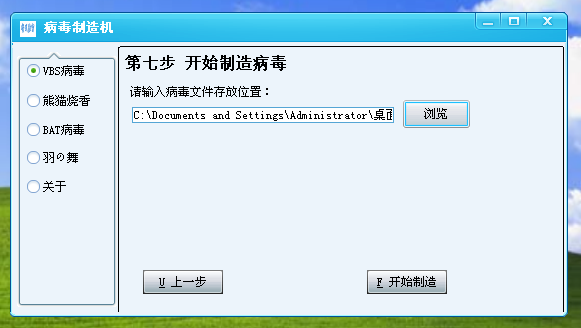 病毒制造机
VBS病毒
熊猫烧香
BAT病毒
羽の舞
关于
第七步 开始制造病毒
请输入病毒文件存放位置：
C:\Documents and Settings\Administrator\桌面
浏览
U 上一步
F 开始制造